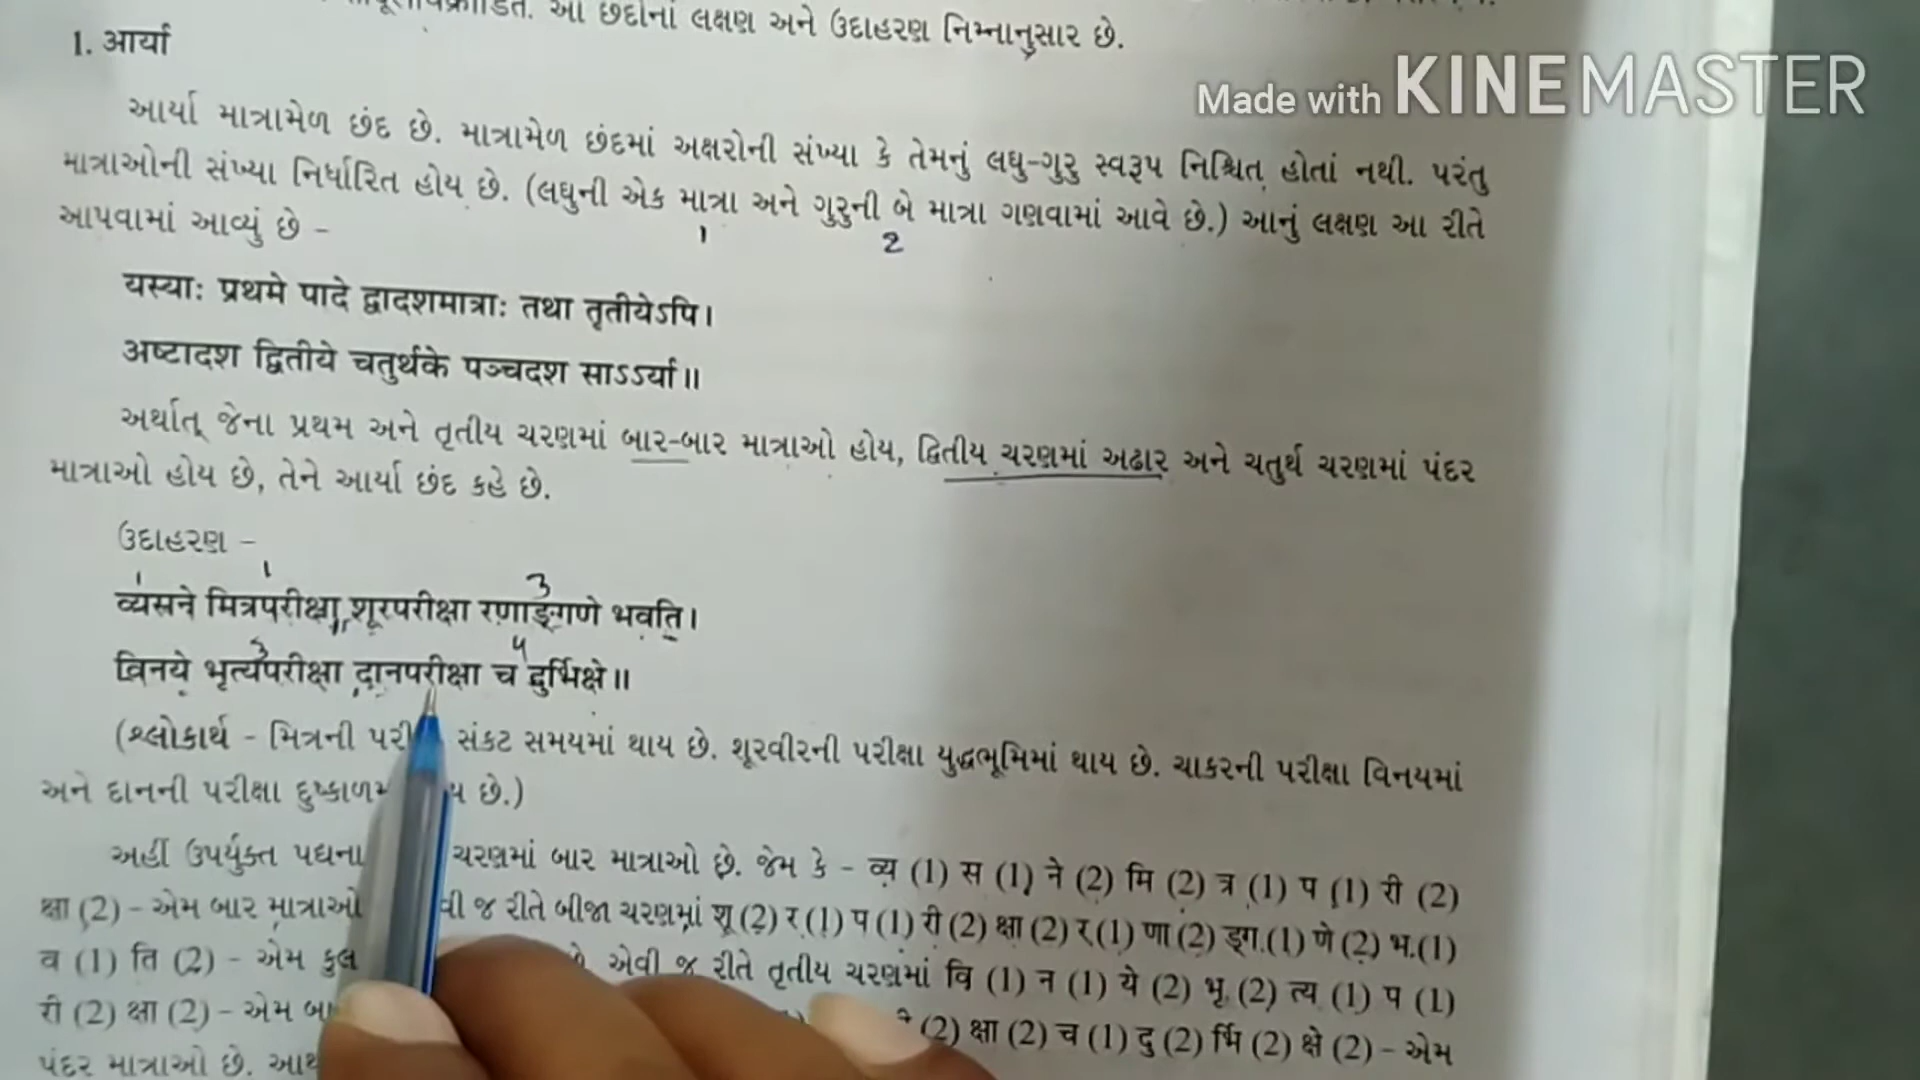 આ છંદોનાં લક્ષણ અને ઉદાહરણ નિમ્નાનુસાર છે.
Made with KINEMASTER
1. આર્યા
આર્યા માત્રામેળ છંદ છે. માત્રામેળ છંદમાં અક્ષરોની સંખ્યા કે તેમનું લઘુ-ગુરુ સ્વરૂપ નિશ્ચિત હોતાં નથી. પરંતુ
માત્રાઓની સંખ્યા નિર્ધારિત હોય છે. (લઘુની એક માત્રા અને ગુરુની બે માત્રા ગણવામાં આવે છે.) આનું લક્ષણ આ રીતે
આપવામાં આવ્યું છે -
1 2
यस्याः प्रथमे पादे द्वादशमात्राः तथा तृतीयेऽपि।
अष्टादश द्वितीये चतुर्थके पञ्चदश साऽऽर्या॥
અર્થાત્ જેના પ્રથમ અને તૃતીય ચરણમાં બાર-બાર માત્રાઓ હોય, દ્વિતીય ચરણમાં અઢાર અને ચતુર્થ ચરણમાં પંદર
માત્રાઓ હોય છે, તેને આર્યા છંદ કહે છે.
ઉદાહરણ -
व्यसने मित्रपरीक्षा शूरपरीक्षा रणाङ्गणे भवति।
विनये भृत्यपरीक्षा दानपरीक्षा च दुर्भिक्षे॥
(શ્લોકાર્થ - મિત્રની સંકટ સમયમાં થાય છે. શૂરવીરની પરીક્ષા યુદ્ધભૂમિમાં થાય છે. ચાકરની પરીક્ષા વિનયમાં
અને દાનની પરીક્ષા છે.)
અહીં ઉપર્યુક્ત પદ્યના ચરણમાં બાર માત્રાઓ છે. જેમ કે - व्य (1) स (1) ने (2) मि (2) त्र (1) प (1) री (2)
क्षा (2) - એમ બાર માત્રાઓ જ રીતે બીજા ચરણમાં शू (2) र (1) प (1) री (2) क्षा (2) र (1) णा (2) ङ्ग (1) णे (2) भ (1)
व (1) ति (2) - એમ કુલ છે. એવી જ રીતે તૃતીય ચરણમાં वि (1) न (1) ये (2) भृ (2) त्य (1) प (1)
री (2) क्षा (2) - એમ (2) क्षा (2) च (1) दु (2) र्भि (2) क्षे (2) - એમ
પંદર માત્રાઓ છે.